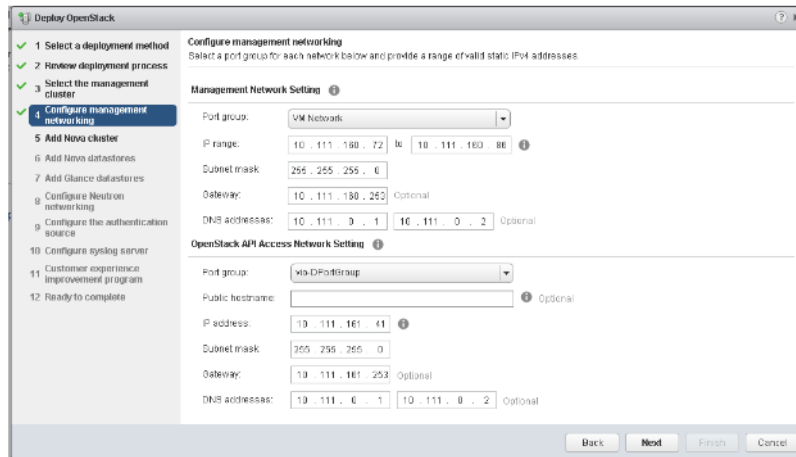 Deploy OpenStack
1 Select a deployment method
2 Review deployment process
3 Select the management
cluster
4 Configure management
networking
5 Add Nova cluster
6 Add Nova datastores
7 Add Glance datastores
8 Configure Neutron
networking
9 Configure the authentication
source
10 Configure syslog server
11 Customer experience
improvement program
12 Ready to complete
Configure management networking
Select a port group for each network below and provide a range of valid static IPv4 addresses.
Management Network Setting
Port group: VM Network
IP range: 10 . 111 . 160 . 72 to 10 . 111 . 160 . 86
Subnet mask: 255 . 255 . 255 . 0
Gateway: 10 . 111 . 160 . 253 Optional
DNS addresses: 10 . 111 . 0 . 1 10 . 111 . 0 . 2 Optional
OpenStack API Access Network Setting
Port group: vio-DPortGroup
Public hostname: Optional
IP address: 10 . 111 . 161 . 41
Subnet mask: 255 . 255 . 255 . 0
Gateway: 10 . 111 . 161 . 253 Optional
DNS addresses: 10 . 111 . 0 . 1 10 . 111 . 0 . 2 Optional
Back Next Finish Cancel